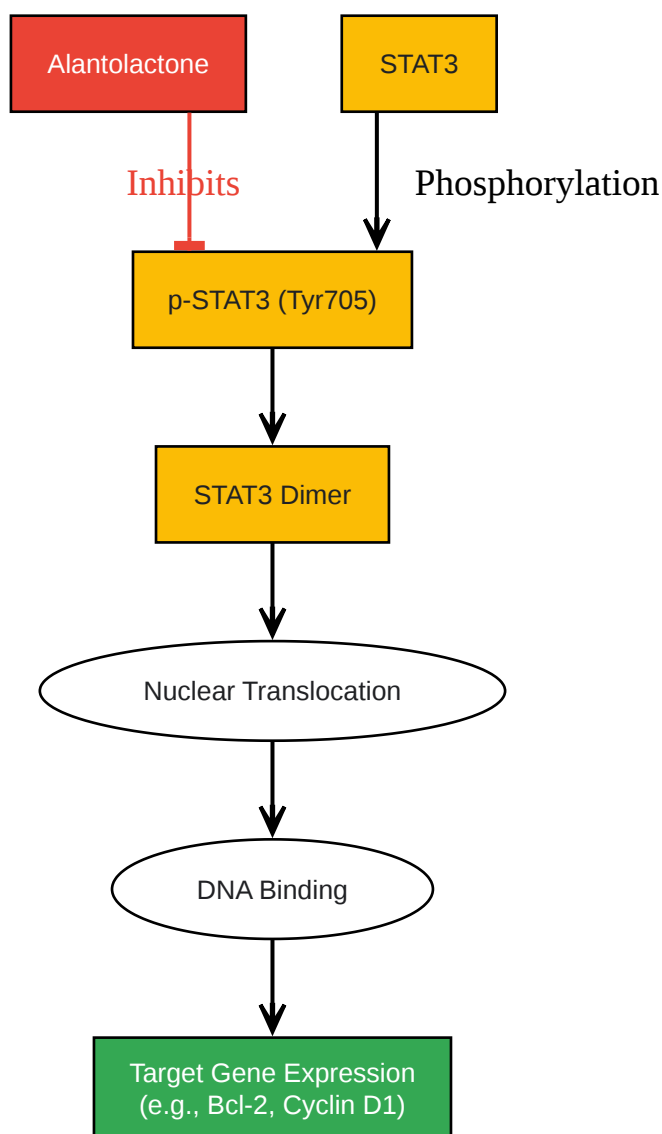 Alantolactone
STAT3
Inhibits
Phosphorylation
p-STAT3 (Tyr705)
STAT3 Dimer
Nuclear Translocation
DNA Binding
Target Gene Expression
(e.g., Bcl-2, Cyclin D1)